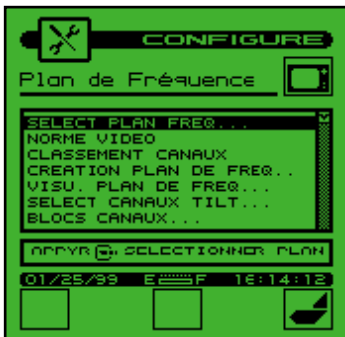 CONFIGURE
Plan de Fréquence
SELECT PLAN FREQ...
NORME VIDEO
CLASSEMENT CANAUX
CREATION PLAN DE FREQ..
VISU. PLAN DE FREQ...
SELECT CANAUX TILT...
BLOCS CANAUX...
APPYR SELECTIONNER PLAN
01/25/99 E F 16:14:12